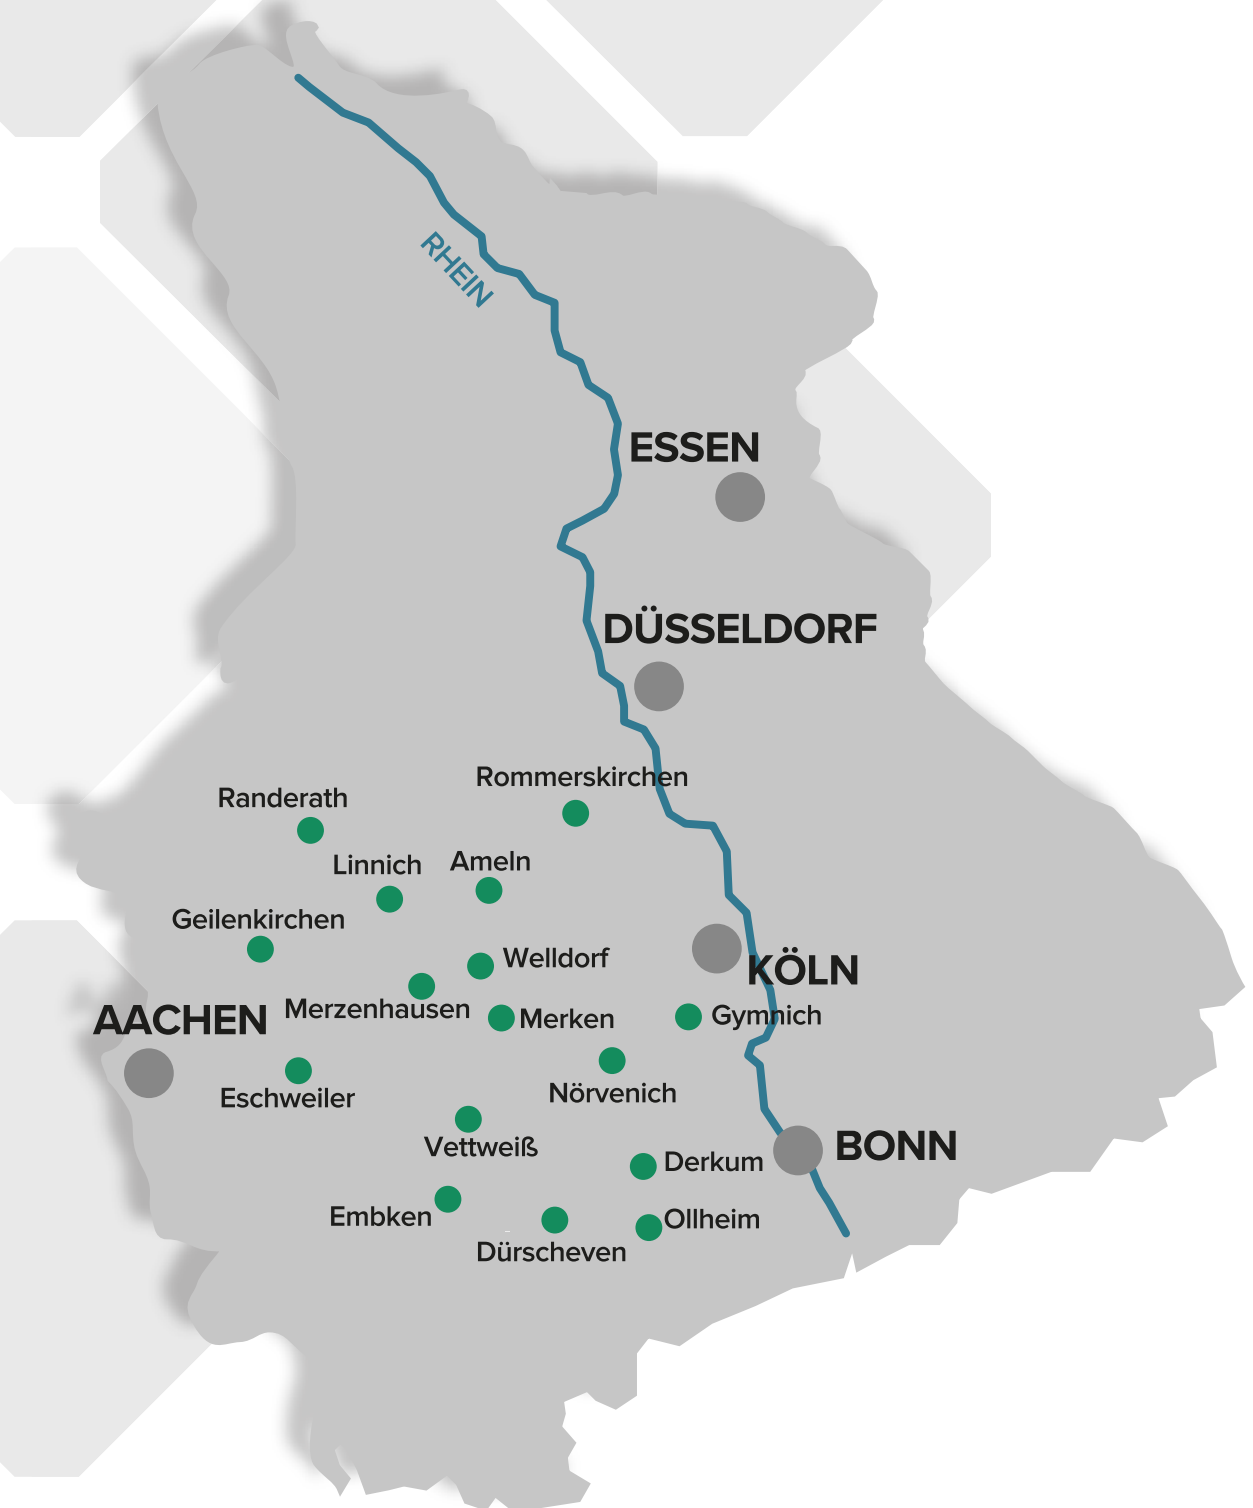 RHEIN
ESSEN
DÜSSELDORF
Rommerskirchen
Randerath
Linnich
Ameln
Geilenkirchen
Welldorf
KÖLN
Merzenhausen
Merken
Gymnich
AACHEN
Eschweiler
Nörvenich
Vettweiß
BONN
Derkum
Embken
Ollheim
Dürscheven